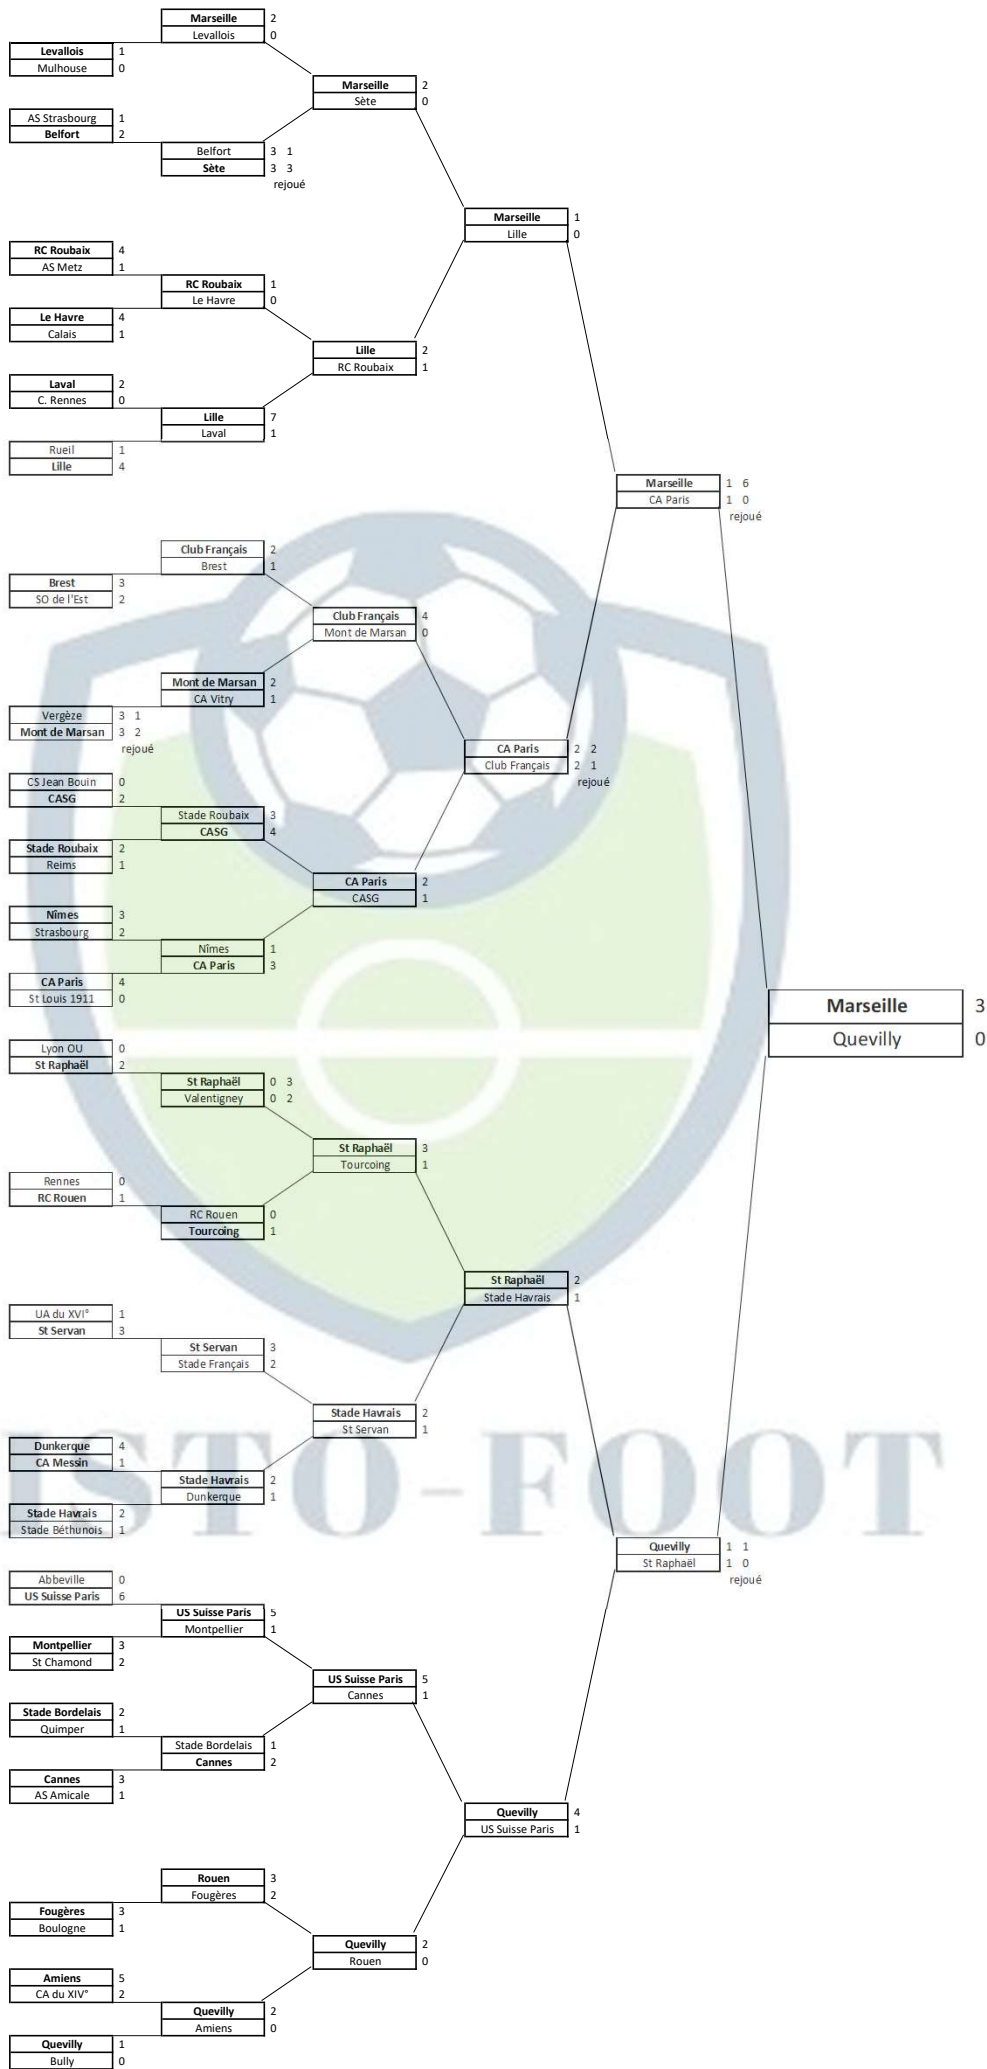 Marseille 2
Levallois 0
Levallois 1
Mulhouse 0
Marseille 2
Sète 0
AS Strasbourg 1
Belfort 2
Belfort 3 1
Sète 3 3
rejoué
Marseille 1
Lille 0
RC Roubaix 4
AS Metz 1
RC Roubaix 1
Le Havre 0
Le Havre 4
Calais 1
Lille 2
RC Roubaix 1
Laval 2
C. Rennes 0
Lille 7
Laval 1
Rueil 1
Lille 4
Marseille 1 6
CA Paris 1 0
rejoué
Club Français 2
Brest 1
Brest 3
SO de l'Est 2
Club Français 4
Mont de Marsan 0
Mont de Marsan 2
CA Vitry 1
Vergèze 3 1
Mont de Marsan 3 2
rejoué
CA Paris 2 2
Club Français 2 1
rejoué
CS Jean Bouin 0
CASG 2
Stade Roubaix 3
CASG 4
Stade Roubaix 2
Reims 1
CA Paris 2
CASG 1
Nîmes 3
Strasbourg 2
Nîmes 1
CA Paris 3
CA Paris 4
St Louis 1911 0
Marseille 3
Quevilly 0
Lyon OU 0
St Raphaël 2
St Raphaël 0 3
Valentigney 0 2
St Raphaël 3
Tourcoing 1
Rennes 0
RC Rouen 1
RC Rouen 0
Tourcoing 1
St Raphaël 2
Stade Havrais 1
UA du XVI° 1
St Servan 3
St Servan 3
Stade Français 2
Stade Havrais 2
St Servan 1
Dunkerque 4
CA Messin 1
Stade Havrais 2
Dunkerque 1
Stade Havrais 2
Stade Béthunois 1
ISTO-FOOT
Quevilly 1 1
St Raphaël 1 0
rejoué
Abbeville 0
US Suisse Paris 6
US Suisse Paris 5
Montpellier 1
Montpellier 3
St Chamond 2
US Suisse Paris 5
Cannes 1
Stade Bordelais 2
Quimper 1
Stade Bordelais 1
Cannes 2
Cannes 3
AS Amicale 1
Quevilly 4
US Suisse Paris 1
Rouen 3
Fougères 2
Fougères 3
Boulogne 1
Quevilly 2
Rouen 0
Amiens 5
CA du XIV° 2
Quevilly 2
Amiens 0
Quevilly 1
Bully 0